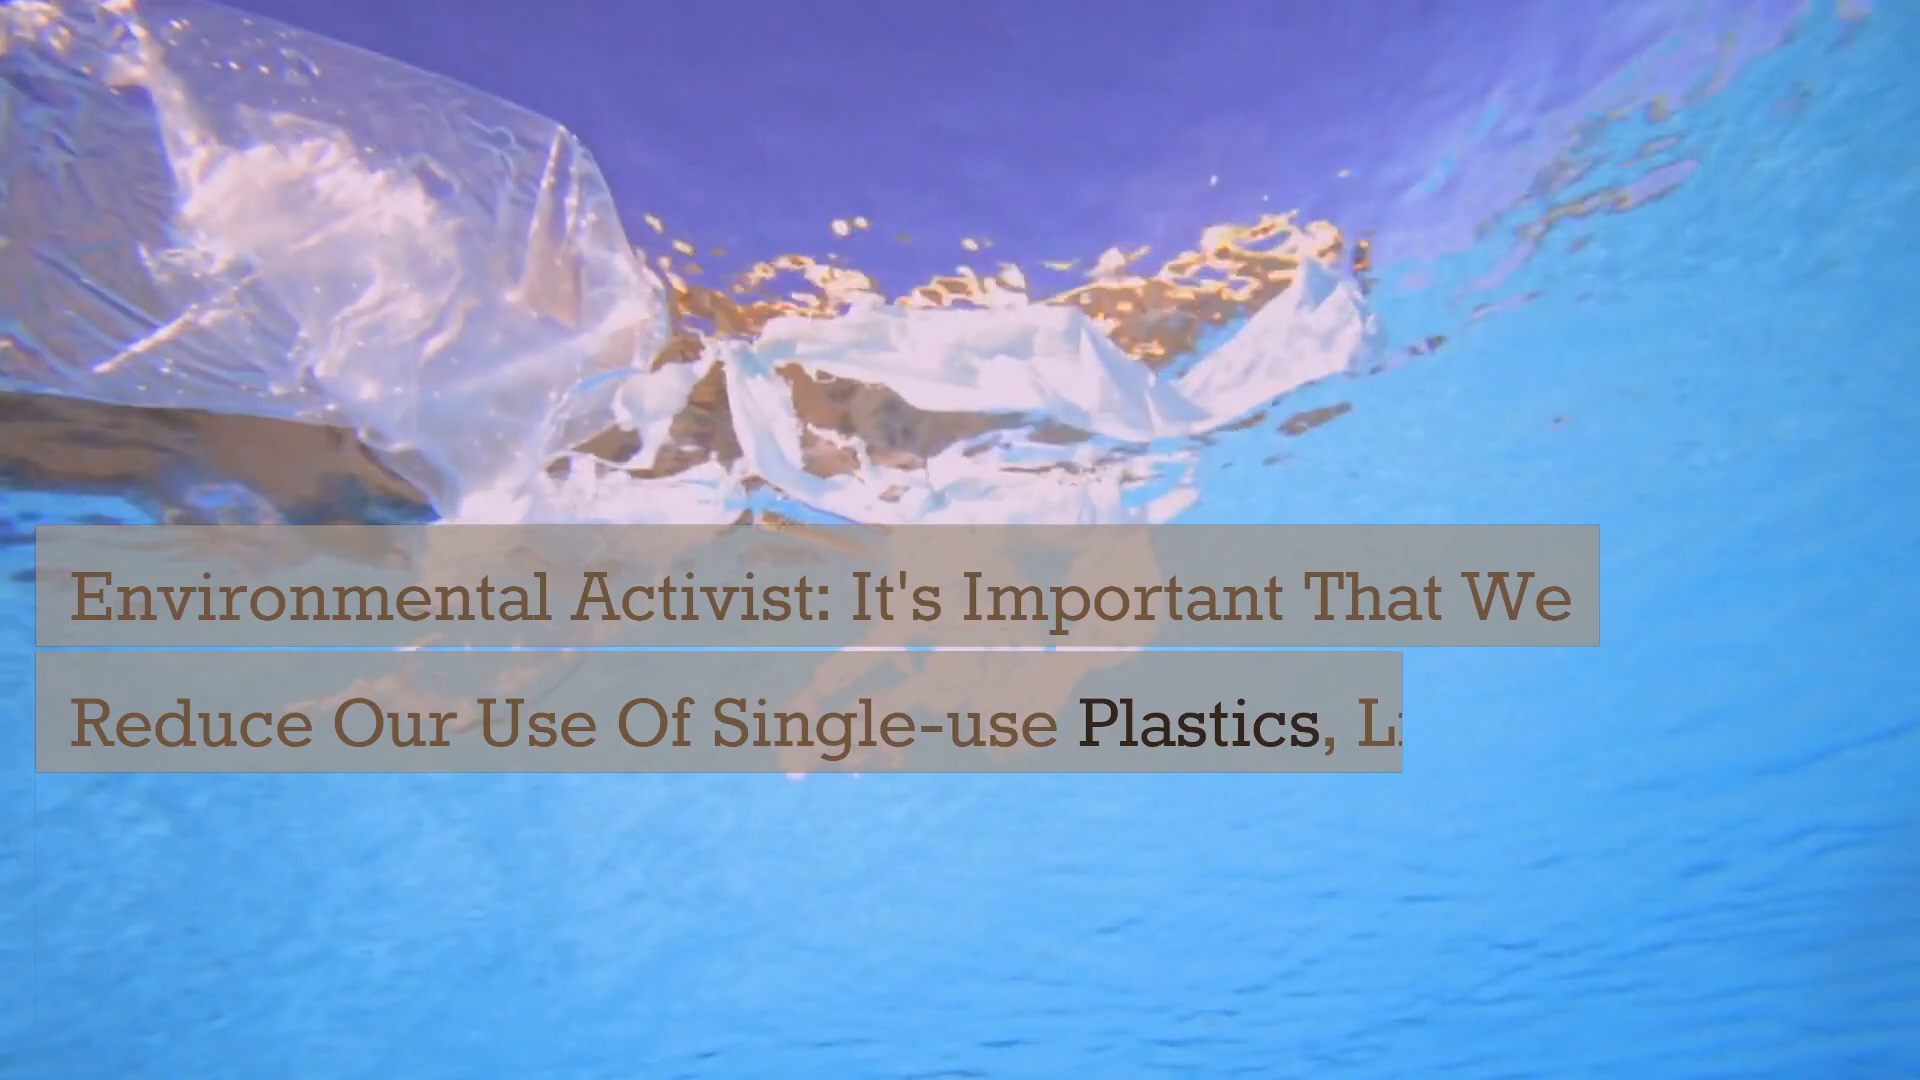 Environmental Activist: It's Important That We
Reduce Our Use Of Single-use Plastics,